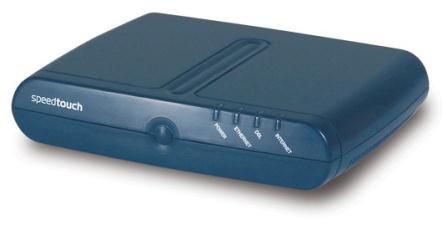 speedtouch
POWER
ETHERNET
DSL
INTERNET